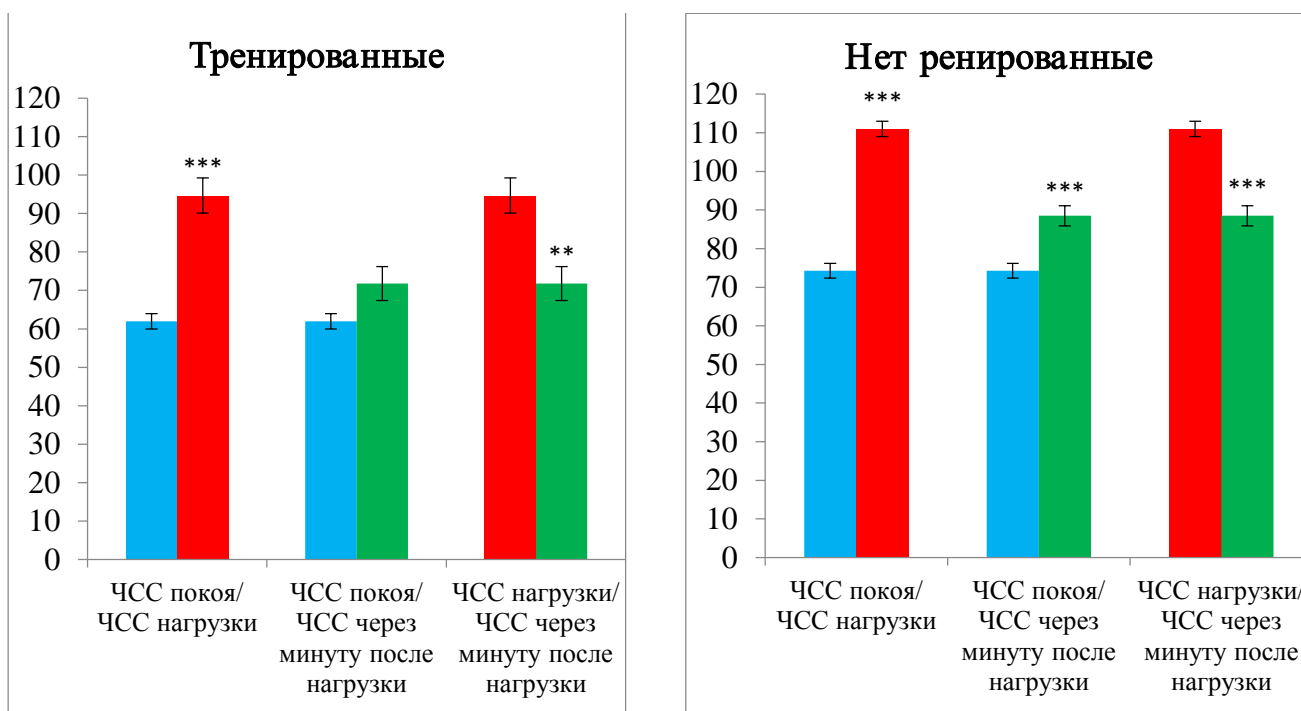 Тренированные
120
110
100
90
80
70
60
50
40
30
20
10
0
***
**
ЧСС покоя/
ЧСС нагрузки
ЧСС покоя/
ЧСС через
минуту после
нагрузки
ЧСС нагрузки/
ЧСС через
минуту после
нагрузки
Нет ренированные
120
110
100
90
80
70
60
50
40
30
20
10
0
***
***
***
ЧСС покоя/
ЧСС нагрузки
ЧСС покоя/
ЧСС через
минуту после
нагрузки
ЧСС нагрузки/
ЧСС через
минуту после
нагрузки